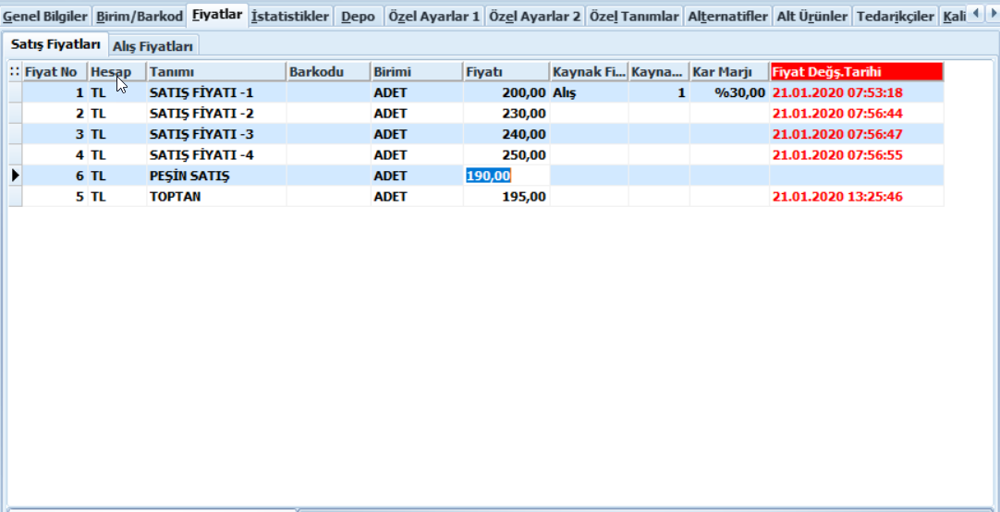 Genel Bilgiler Birim/Barkod Fiyatlar İstatistikler Depo Özel Ayarlar 1 Özel Ayarlar 2 Özel Tanımlar Alternatifler Alt Ürünler Tedarikçiler Kali
Satış Fiyatları Alış Fiyatları
Fiyat No Hesap Tanımı Barkodu Birimi Fiyatı Kaynak Fi... Kayna... Kar Marjı Fiyat Değş.Tarihi
1 TL SATIŞ FİYATI -1 ADET 200,00 Alış 1 %30,00 21.01.2020 07:53:18
2 TL SATIŞ FİYATI -2 ADET 230,00 21.01.2020 07:56:44
3 TL SATIŞ FİYATI -3 ADET 240,00 21.01.2020 07:56:47
4 TL SATIŞ FİYATI -4 ADET 250,00 21.01.2020 07:56:55
6 TL PEŞİN SATIŞ ADET 190,00
5 TL TOPTAN ADET 195,00 21.01.2020 13:25:46